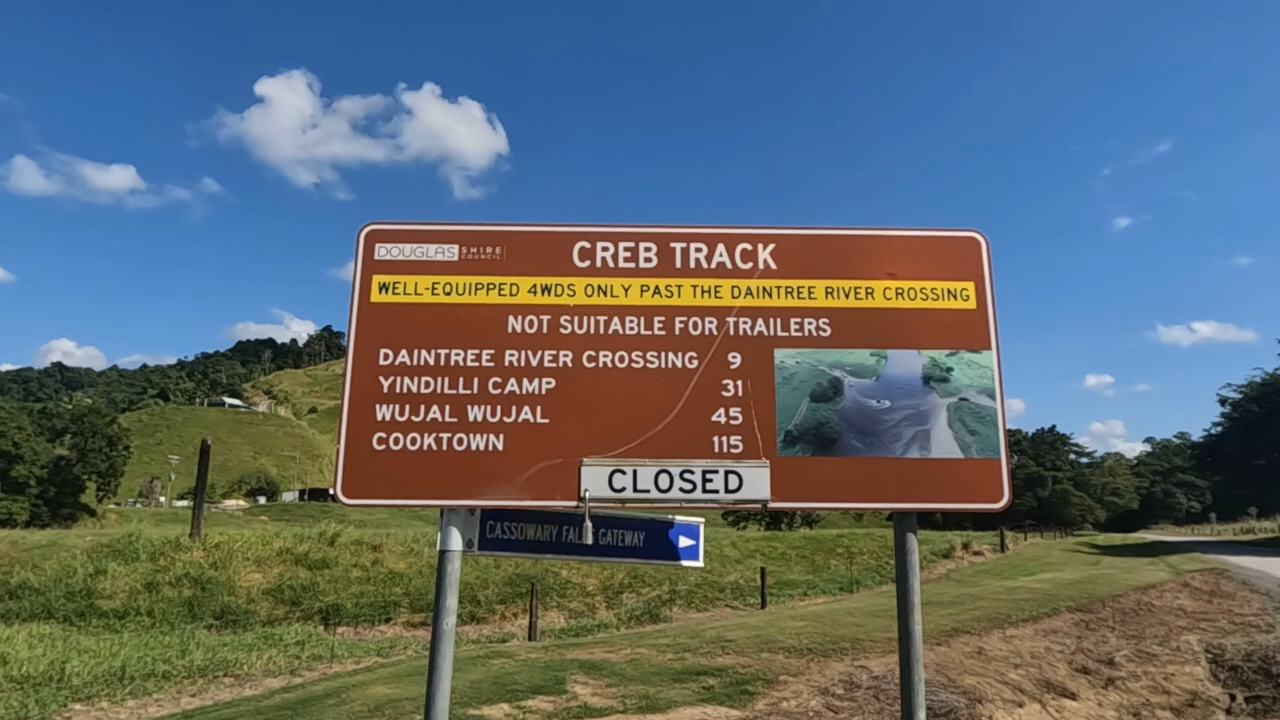 DOUGLAS SHIRE COUNCIL
CREB TRACK
WELL-EQUIPPED 4WDS ONLY PAST THE DAINTREE RIVER CROSSING
NOT SUITABLE FOR TRAILERS
DAINTREE RIVER CROSSING 9
YINDILLI CAMP 31
WUJAL WUJAL 45
COOKTOWN 115
CLOSED
CASSOWARY FALLS GATEWAY